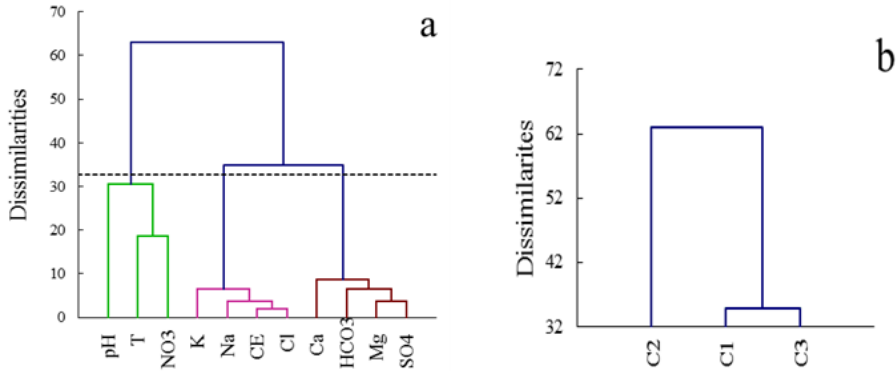 a
Dissimilarities
70
60
50
40
30
20
10
0
pH
T
NO3
K
Na
CE
Cl
Ca
HCO3
Mg
SO4
b
Dissimilarites
72
62
52
42
32
C2
C1
C3